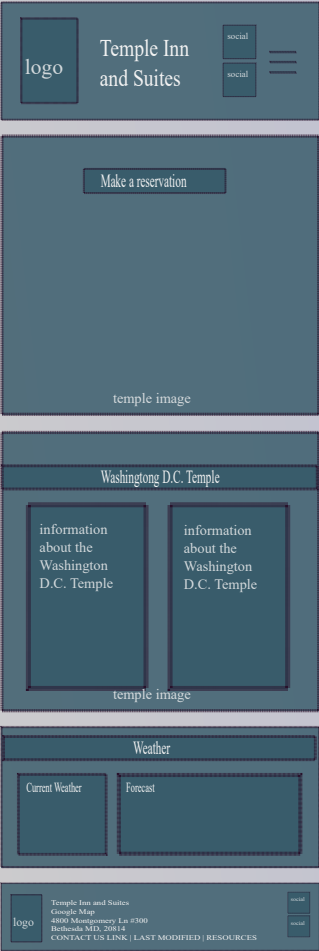 logo
Temple Inn
and Suites
social
social
Make a reservation
temple image
Washingtong D.C. Temple
information
about the
Washington
D.C. Temple
information
about the
Washington
D.C. Temple
temple image
Weather
Current Weather
Forecast
logo
Temple Inn and Suites
Google Map
4800 Montgomery Ln #300
Bethesda MD, 20814
CONTACT US LINK | LAST MODIFIED | RESOURCES
social
social